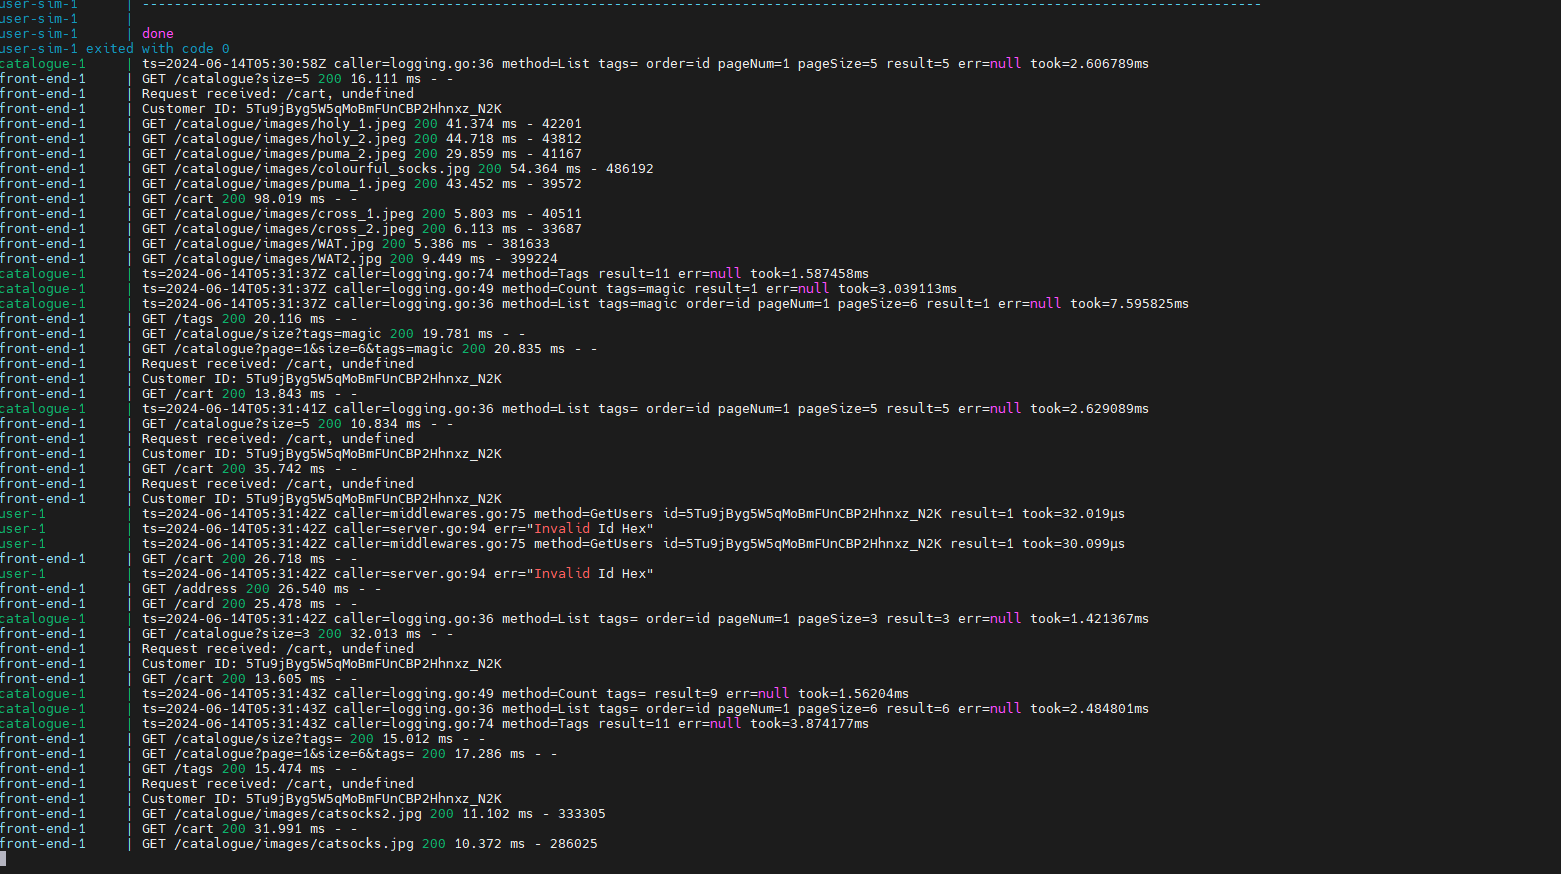 user-sim-1 | --------------------------------------------------------------------------------------------------------------------------------------------
user-sim-1 |
user-sim-1 | done
user-sim-1 exited with code 0
catalogue-1 | ts=2024-06-14T05:30:58Z caller=logging.go:36 method=List tags= order=id pageNum=1 pageSize=5 result=5 err=null took=2.606789ms
front-end-1 | GET /catalogue?size=5 200 16.111 ms - -
front-end-1 | Request received: /cart, undefined
front-end-1 | Customer ID: 5Tu9jByg5W5qMoBmFUnCBP2Hhnxz_N2K
front-end-1 | GET /catalogue/images/holy_1.jpeg 200 41.374 ms - 42201
front-end-1 | GET /catalogue/images/holy_2.jpeg 200 44.718 ms - 43812
front-end-1 | GET /catalogue/images/puma_2.jpeg 200 29.859 ms - 41167
front-end-1 | GET /catalogue/images/colourful_socks.jpg 200 54.364 ms - 486192
front-end-1 | GET /catalogue/images/puma_1.jpeg 200 43.452 ms - 39572
front-end-1 | GET /cart 200 98.019 ms - -
front-end-1 | GET /catalogue/images/cross_1.jpeg 200 5.803 ms - 40511
front-end-1 | GET /catalogue/images/cross_2.jpeg 200 6.113 ms - 33687
front-end-1 | GET /catalogue/images/WAT.jpg 200 5.386 ms - 381633
front-end-1 | GET /catalogue/images/WAT2.jpg 200 9.449 ms - 399224
catalogue-1 | ts=2024-06-14T05:31:37Z caller=logging.go:74 method=Tags result=11 err=null took=1.587458ms
catalogue-1 | ts=2024-06-14T05:31:37Z caller=logging.go:49 method=Count tags=magic result=1 err=null took=3.039113ms
catalogue-1 | ts=2024-06-14T05:31:37Z caller=logging.go:36 method=List tags=magic order=id pageNum=1 pageSize=6 result=1 err=null took=7.595825ms
front-end-1 | GET /tags 200 20.116 ms - -
front-end-1 | GET /catalogue/size?tags=magic 200 19.781 ms - -
front-end-1 | GET /catalogue?page=1&size=6&tags=magic 200 20.835 ms - -
front-end-1 | Request received: /cart, undefined
front-end-1 | Customer ID: 5Tu9jByg5W5qMoBmFUnCBP2Hhnxz_N2K
front-end-1 | GET /cart 200 13.843 ms - -
catalogue-1 | ts=2024-06-14T05:31:41Z caller=logging.go:36 method=List tags= order=id pageNum=1 pageSize=5 result=5 err=null took=2.629089ms
front-end-1 | GET /catalogue?size=5 200 10.834 ms - -
front-end-1 | Request received: /cart, undefined
front-end-1 | Customer ID: 5Tu9jByg5W5qMoBmFUnCBP2Hhnxz_N2K
front-end-1 | GET /cart 200 35.742 ms - -
front-end-1 | Request received: /cart, undefined
front-end-1 | Customer ID: 5Tu9jByg5W5qMoBmFUnCBP2Hhnxz_N2K
user-1 | ts=2024-06-14T05:31:42Z caller=middlewares.go:75 method=GetUsers id=5Tu9jByg5W5qMoBmFUnCBP2Hhnxz_N2K result=1 took=32.019µs
user-1 | ts=2024-06-14T05:31:42Z caller=server.go:94 err="Invalid Id Hex"
user-1 | ts=2024-06-14T05:31:42Z caller=middlewares.go:75 method=GetUsers id=5Tu9jByg5W5qMoBmFUnCBP2Hhnxz_N2K result=1 took=30.099µs
front-end-1 | GET /cart 200 26.718 ms - -
user-1 | ts=2024-06-14T05:31:42Z caller=server.go:94 err="Invalid Id Hex"
front-end-1 | GET /address 200 26.540 ms - -
front-end-1 | GET /card 200 25.478 ms - -
catalogue-1 | ts=2024-06-14T05:31:42Z caller=logging.go:36 method=List tags= order=id pageNum=1 pageSize=3 result=3 err=null took=1.421367ms
front-end-1 | GET /catalogue?size=3 200 32.013 ms - -
front-end-1 | Request received: /cart, undefined
front-end-1 | Customer ID: 5Tu9jByg5W5qMoBmFUnCBP2Hhnxz_N2K
front-end-1 | GET /cart 200 13.605 ms - -
catalogue-1 | ts=2024-06-14T05:31:43Z caller=logging.go:49 method=Count tags= result=9 err=null took=1.56204ms
catalogue-1 | ts=2024-06-14T05:31:43Z caller=logging.go:36 method=List tags= order=id pageNum=1 pageSize=6 result=6 err=null took=2.484801ms
catalogue-1 | ts=2024-06-14T05:31:43Z caller=logging.go:74 method=Tags result=11 err=null took=3.874177ms
front-end-1 | GET /catalogue/size?tags= 200 15.012 ms - -
front-end-1 | GET /catalogue?page=1&size=6&tags= 200 17.286 ms - -
front-end-1 | GET /tags 200 15.474 ms - -
front-end-1 | Request received: /cart, undefined
front-end-1 | Customer ID: 5Tu9jByg5W5qMoBmFUnCBP2Hhnxz_N2K
front-end-1 | GET /catalogue/images/catsocks2.jpg 200 11.102 ms - 333305
front-end-1 | GET /cart 200 31.991 ms - -
front-end-1 | GET /catalogue/images/catsocks.jpg 200 10.372 ms - 286025